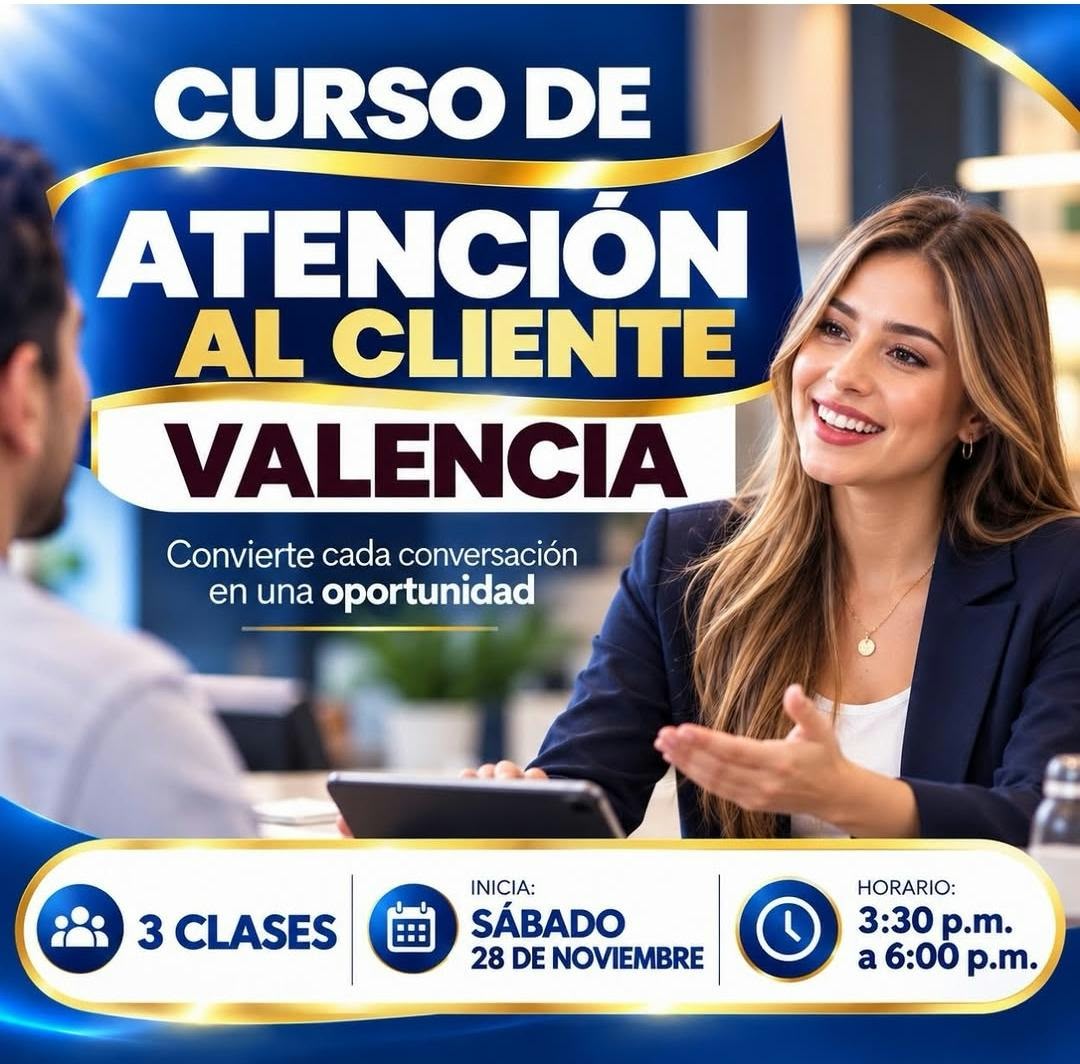 CURSO DE
ATENCIÓN
AL CLIENTE
VALENCIA
Convierte cada conversación
en una oportunidad
3 CLASES
INICIA:
SÁBADO
28 DE NOVIEMBRE
HORARIO:
3:30 p.m.
a 6:00 p.m.